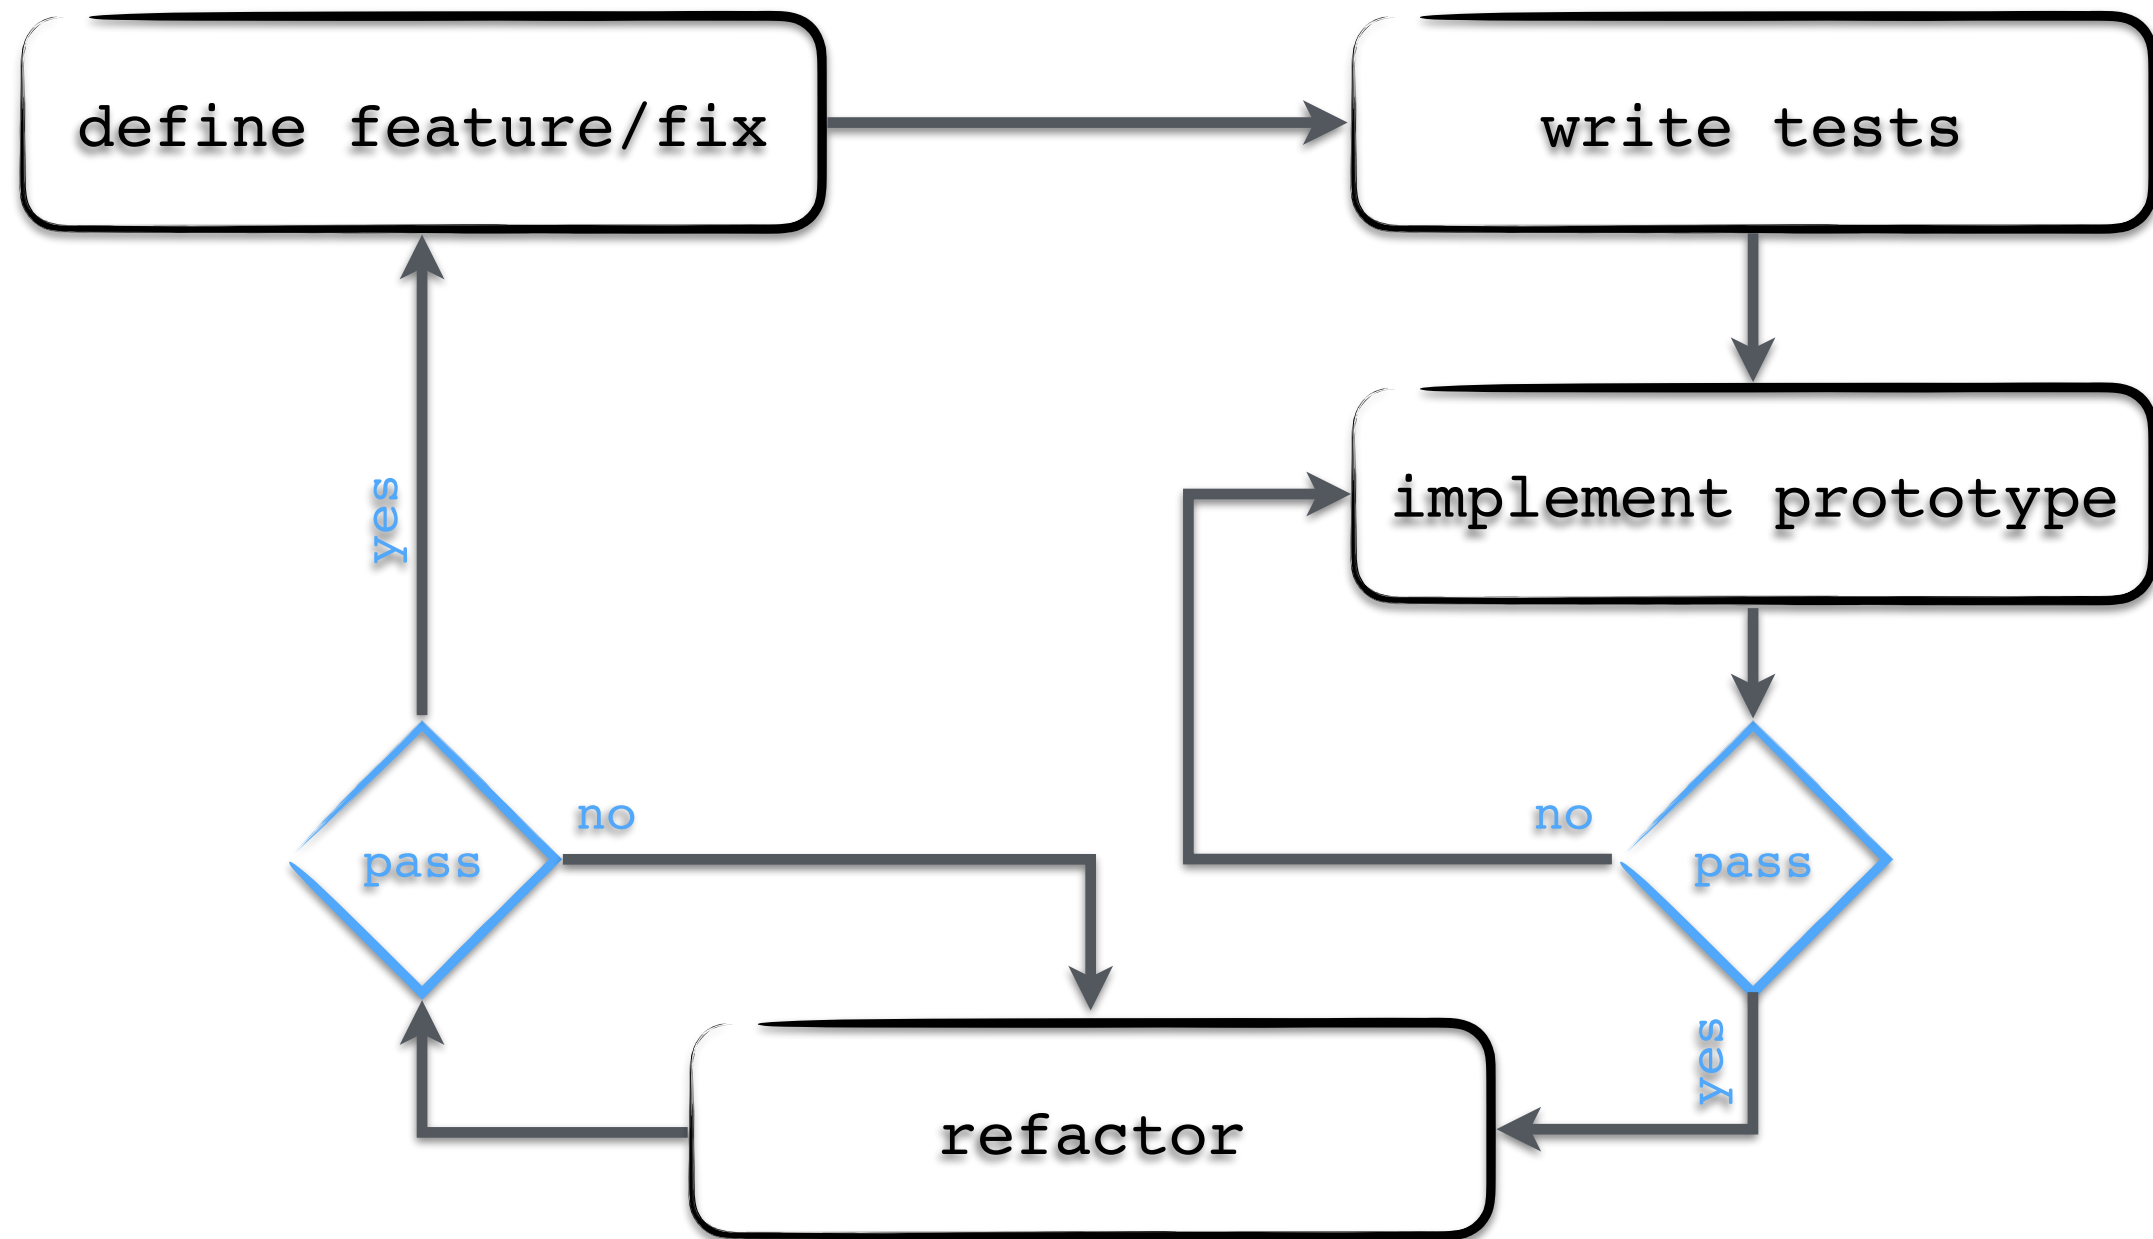 define feature/fix
write tests
implement prototype
yes
no
no
pass
pass
yes
refactor